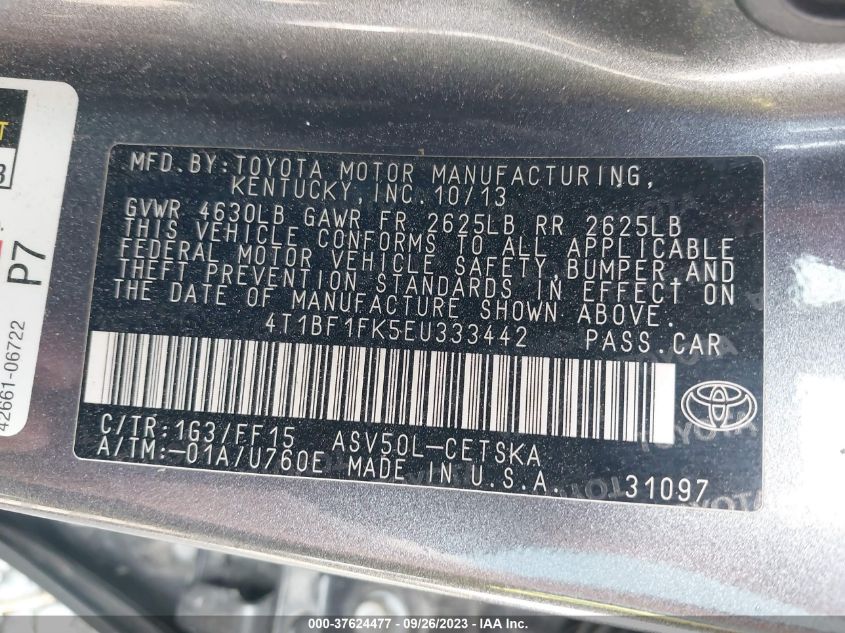 MFD.BY:TOYOTA MOTOR MANUFACTURING,
KENTUCKY, INC. 10/13
GVWR 4630LB GAWR FR 2625LB RR 2625LB
THIS VEHICLE CONFORMS TO ALL APPLICABLE
FEDERAL MOTOR VEHICLE SAFETY, BUMPER, AND
THEFT PREVENTION STANDARDS IN EFFECT ON
THE DATE OF MANUFACTURE SHOWN ABOVE.
4T1BF1FK5EU333442 PASS.CAR
C/TR:1G3/FF15 ASV50L-CETSKA
A/TM:-01A/U760E MADE IN U.S.A. 31097
P7
42661-06722
000-37624477 - 09/26/2023 - IAA Inc.